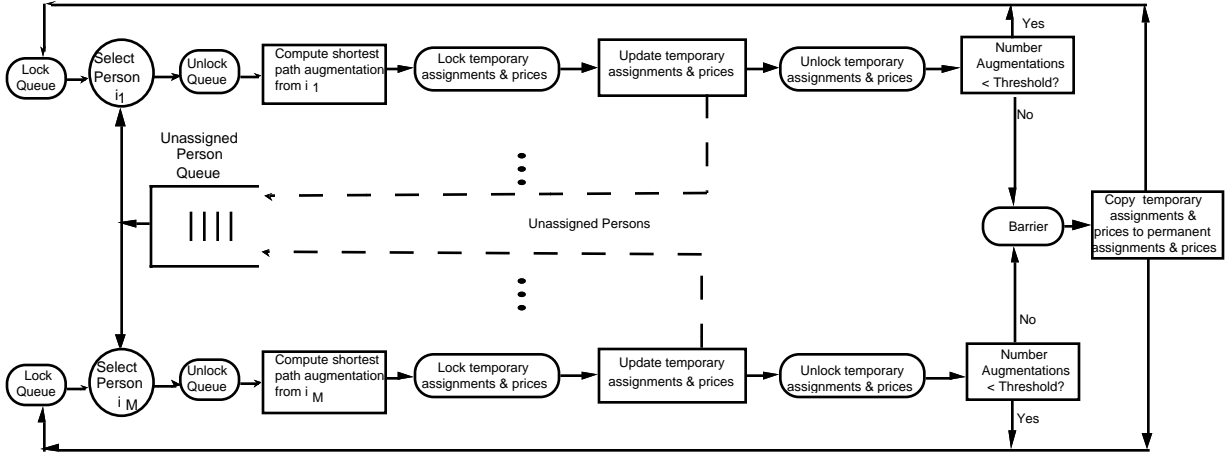 Yes
Lock
Queue
Select
Person
i1
Unlock
Queue
Compute shortest
path augmentation
from i 1
Lock temporary
assignments & prices
Update temporary
assignments & prices
Unlock temporary
assignments & prices
Number
Augmentations
< Threshold?
No
Unassigned
Person
Queue
Unassigned Persons
Barrier
Copy temporary
assignments &
prices to permanent
assignments & prices
No
Lock
Queue
Select
Person
i M
Unlock
Queue
Compute shortest
path augmentation
from i M
Lock temporary
assignments & prices
Update temporary
assignments & prices
Unlock temporary
assignments & prices
Number
Augmentations
< Threshold?
Yes